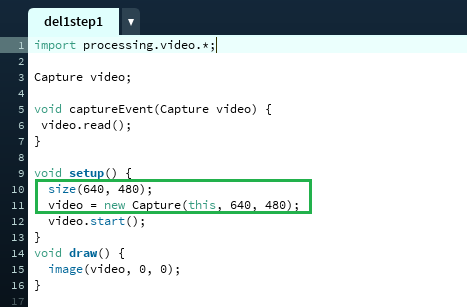 del1step1 ▼
1 import processing.video.*;
2
3 Capture video;
4
5 void captureEvent(Capture video) {
6  video.read();
7 }
8
9 void setup() {
10   size(640, 480);
11   video = new Capture(this, 640, 480);
12   video.start();
13 }
14 void draw() {
15   image(video, 0, 0);
16 }
17